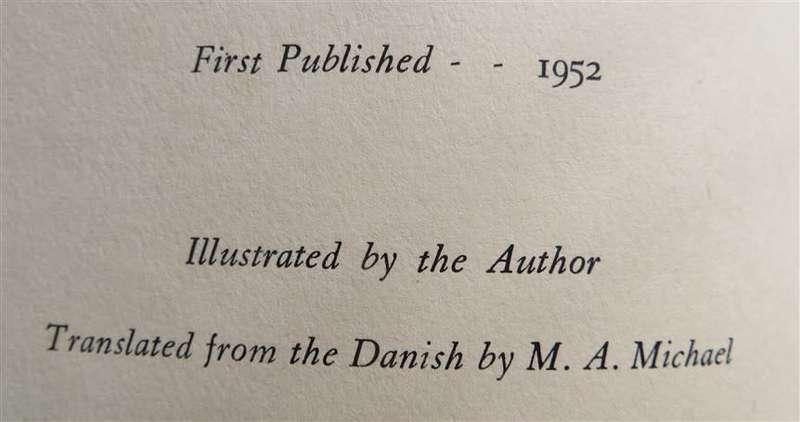 First Published - - 1952
Illustrated by the Author
Translated from the Danish by M. A. Michael